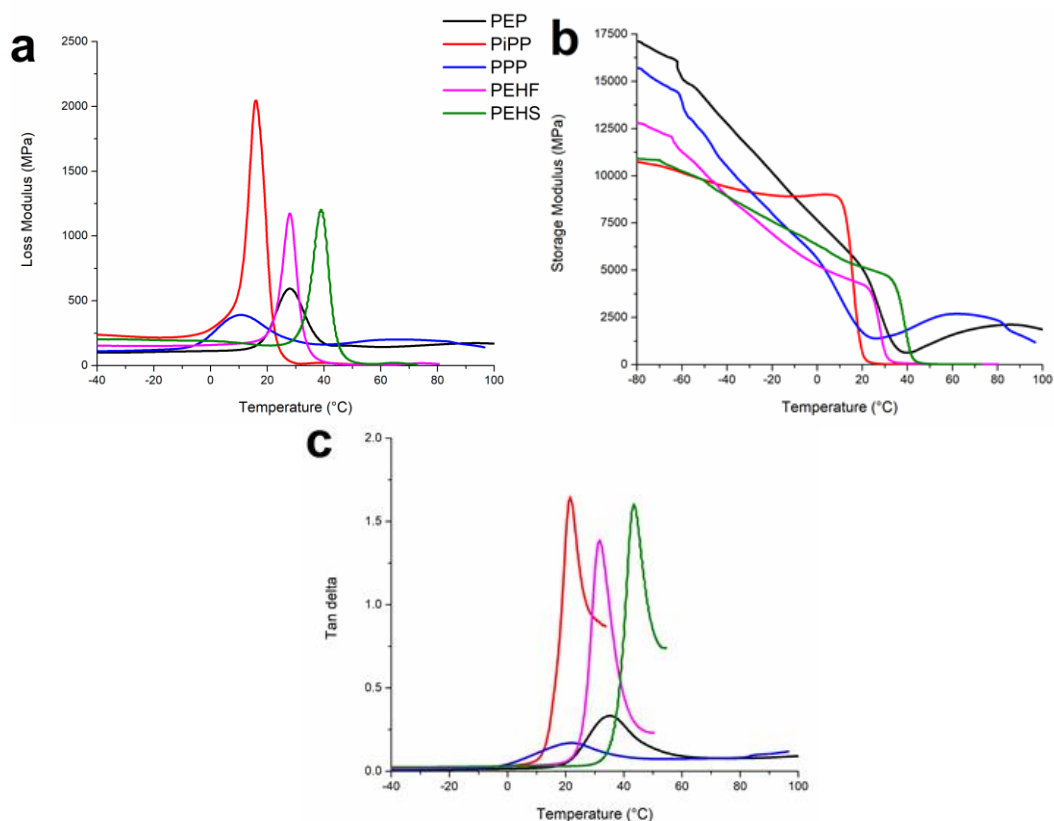 a
2500
2000
1500
1000
500
0
-40 -20 0 20 40 60 80 100
Loss Modulus (MPa)
Temperature (°C)
PEP
PiPP
PPP
PEHF
PEHS
b
17500
15000
12500
10000
7500
5000
2500
0
-80 -60 -40 -20 0 20 40 60 80 100
Storage Modulus (MPa)
Temperature (°C)
c
2.0
1.5
1.0
0.5
0.0
-40 -20 0 20 40 60 80 100
Tan delta
Temperature (°C)